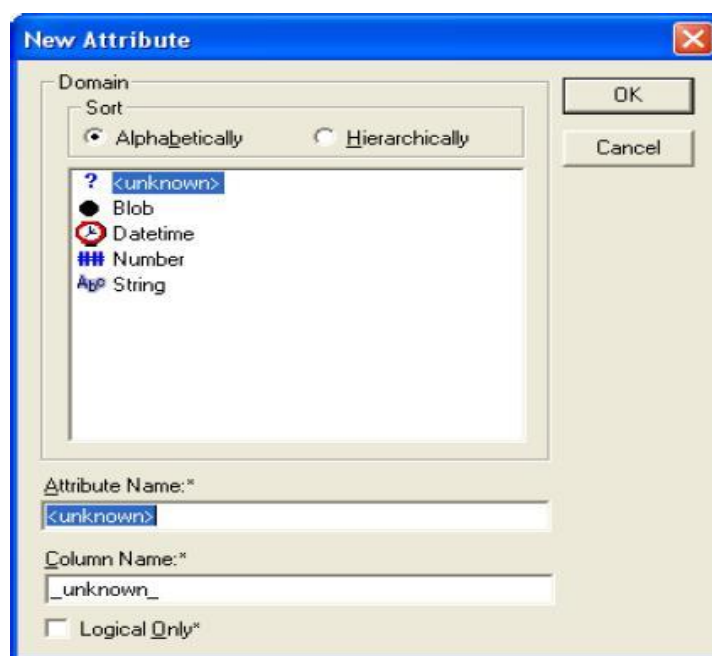 New Attribute
Domain
Sort
Alphabetically
Hierarchically
OK
Cancel
? <unknown>
Blob
Datetime
## Number
Abc String
Attribute Name:*
<unknown>
Column Name:*
_unknown_
Logical Only*